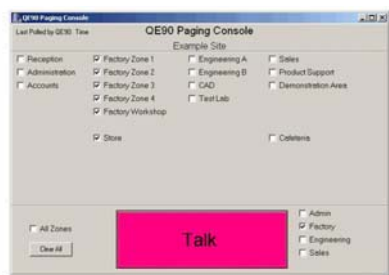 QE90 Paging Console
Last Polled by QE90: Time
QE90 Paging Console
Example Site
Reception
Factory Zone 1
Engineering A
Sales
Administration
Factory Zone 2
Engineering B
Product Support
Accounts
Factory Zone 3
CAD
Demonstration Area
Factory Zone 4
Test Lab
Factory Workshop
Store
Cafeteria
All Zones
Clear All
Talk
Admin
Factory
Engineering
Sales